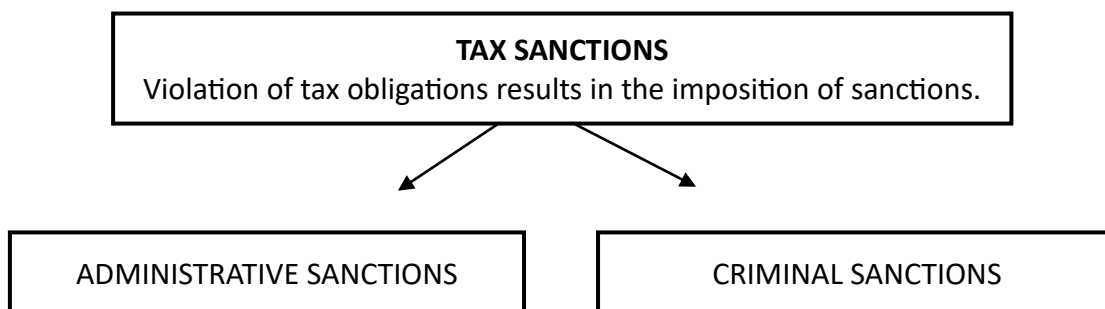 TAX SANCTIONS
Violation of tax obligations results in the imposition of sanctions.
ADMINISTRATIVE SANCTIONS
CRIMINAL SANCTIONS